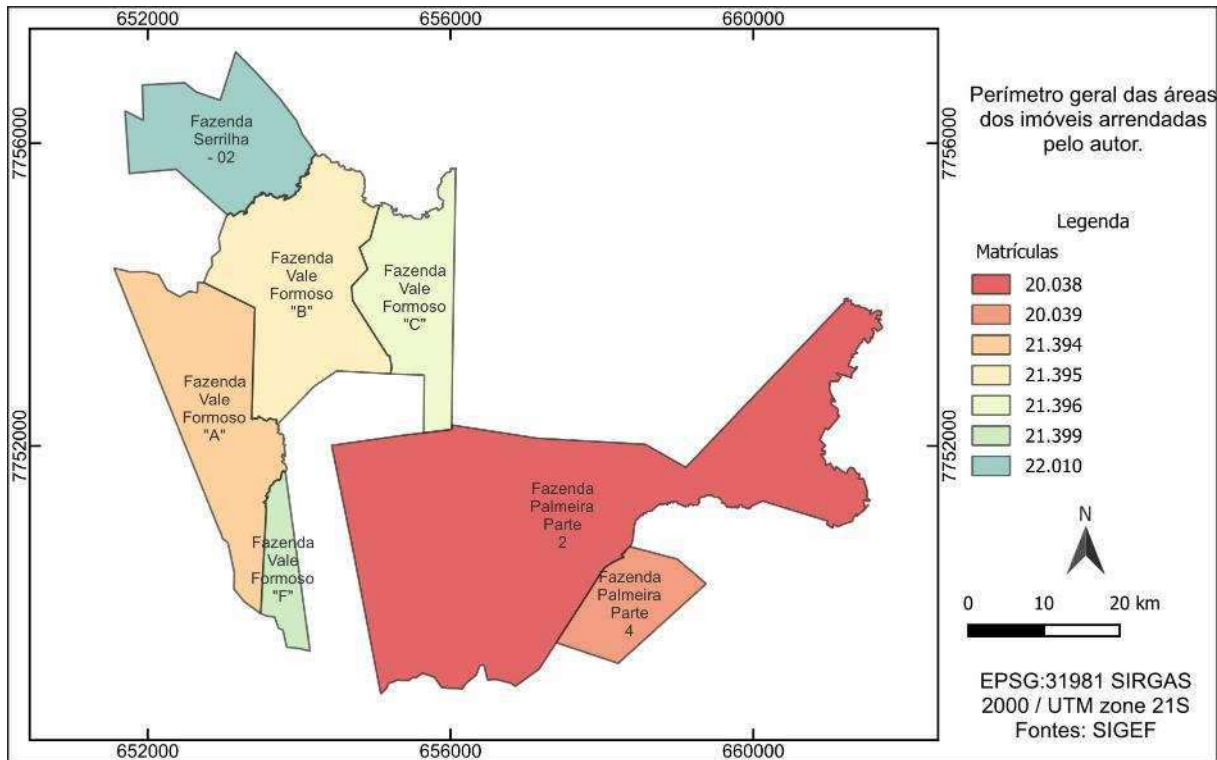 652000
656000
660000
7756000
7752000
Fazenda
Serrilha
- 02
Fazenda
Vale
Formoso
"B"
Fazenda
Vale
Formoso
"C"
Fazenda
Vale
Formoso
"A"
Fazenda
Vale
Formoso
"F"
Fazenda
Palmeira
Parte
2
Fazenda
Palmeira
Parte
4
7756000
7752000
652000
656000
660000
Perímetro geral das áreas
dos imóveis arrendadas
pelo autor.
Legenda
Matrículas
20.038
20.039
21.394
21.395
21.396
21.399
22.010
N
0 10 20 km
EPSG:31981 SIRGAS
2000 / UTM zone 21S
Fontes: SIGEF